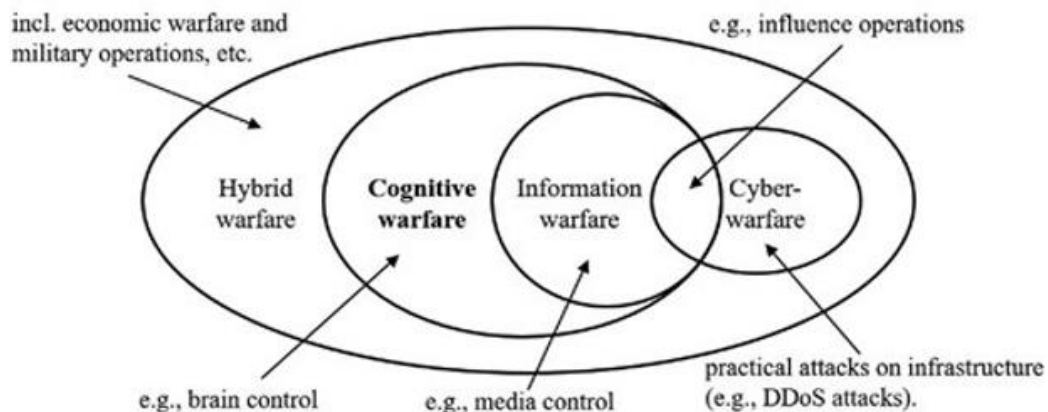 incl. economic warfare and
military operations, etc.
e.g., influence operations
Hybrid
warfare
Cognitive
warfare
Information
warfare
Cyber-
warfare
e.g., brain control
e.g., media control
practical attacks on infrastructure
(e.g., DDoS attacks).